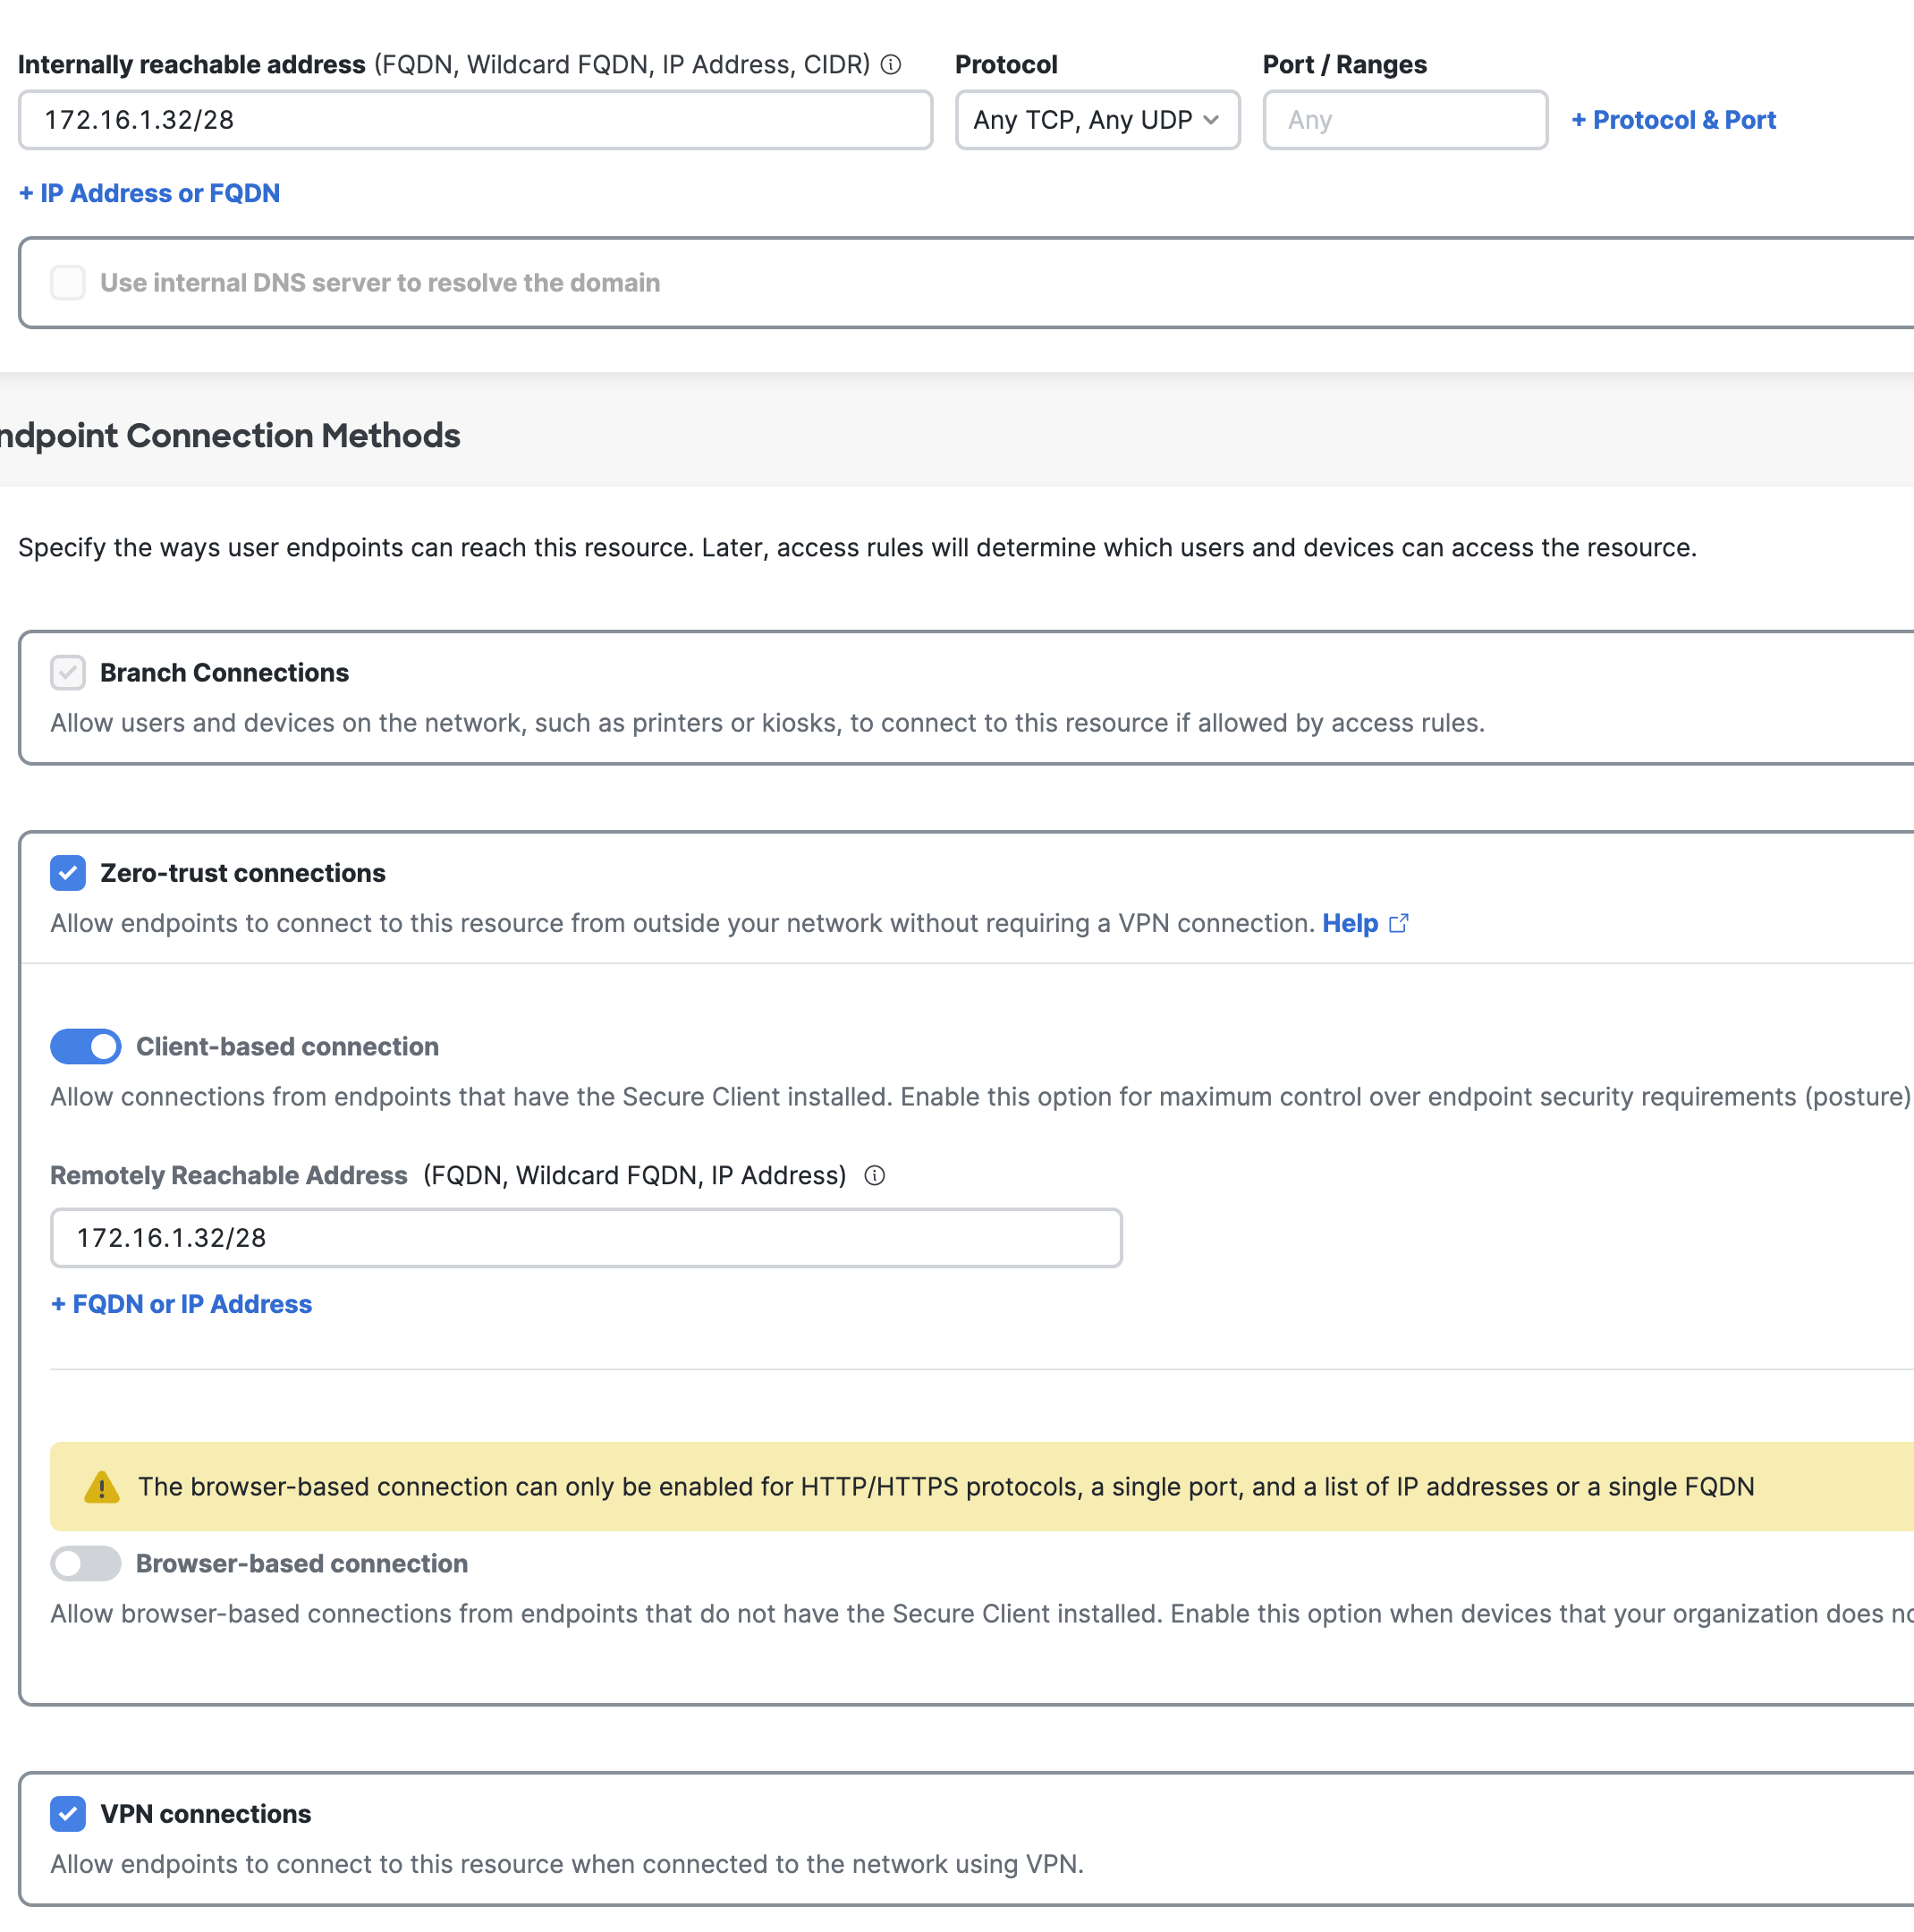 Internally reachable address (FQDN, Wildcard FQDN, IP Address, CIDR) Protocol Port / Ranges
172.16.1.32/28 Any TCP, Any UDP Any + Protocol & Port
+ IP Address or FQDN
Use internal DNS server to resolve the domain
ndpoint Connection Methods
Specify the ways user endpoints can reach this resource. Later, access rules will determine which users and devices can access the resource.
Branch Connections
Allow users and devices on the network, such as printers or kiosks, to connect to this resource if allowed by access rules.
Zero-trust connections
Allow endpoints to connect to this resource from outside your network without requiring a VPN connection. Help
Client-based connection
Allow connections from endpoints that have the Secure Client installed. Enable this option for maximum control over endpoint security requirements (posture)
Remotely Reachable Address (FQDN, Wildcard FQDN, IP Address)
172.16.1.32/28
+ FQDN or IP Address
The browser-based connection can only be enabled for HTTP/HTTPS protocols, a single port, and a list of IP addresses or a single FQDN
Browser-based connection
Allow browser-based connections from endpoints that do not have the Secure Client installed. Enable this option when devices that your organization does no
VPN connections
Allow endpoints to connect to this resource when connected to the network using VPN.